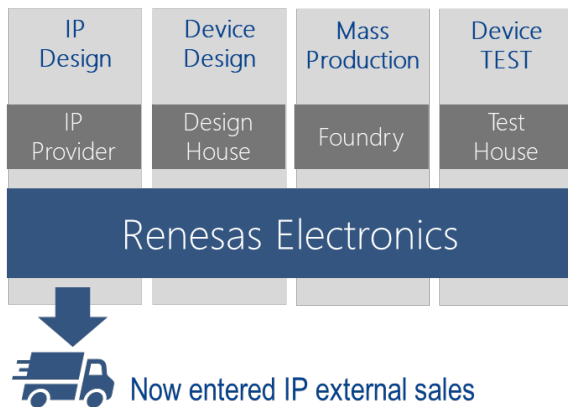 IP
Design
Device
Design
Mass
Production
Device
TEST
IP
Provider
Design
House
Foundry
Test
House
Renesas Electronics
Now entered IP external sales